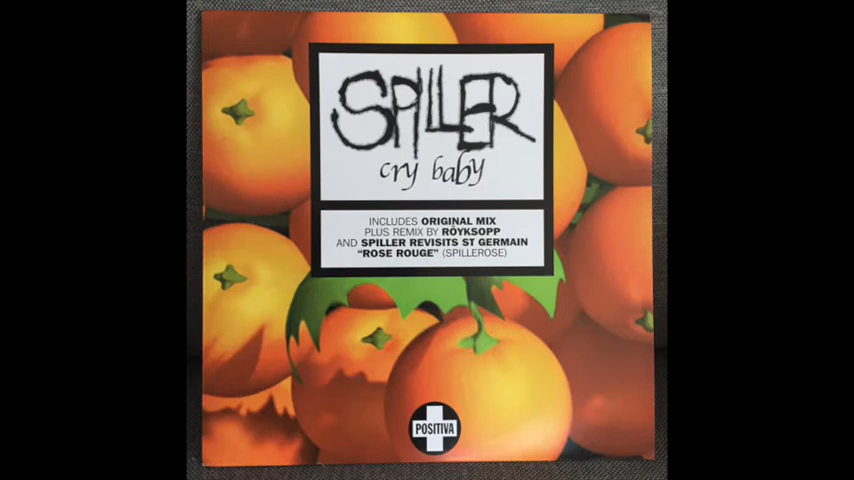 SPILLER
cry baby
INCLUDES ORIGINAL MIX
PLUS REMIX BY RÖYKSOPP
AND SPILLER REVISITS ST GERMAIN
"ROSE ROUGE" (SPILLEROSE)
POSITIVA